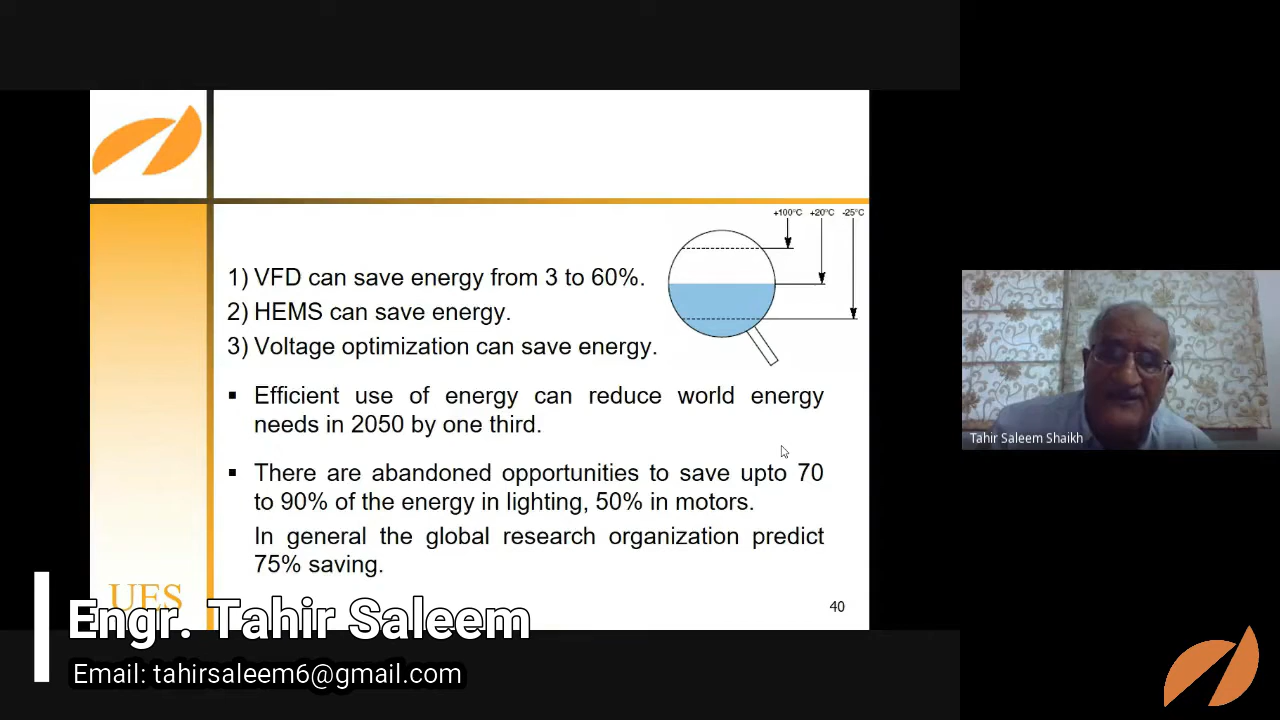 +100°C +20°C -25°C
1) VFD can save energy from 3 to 60%.
2) HEMS can save energy.
3) Voltage optimization can save energy.
▪ Efficient use of energy can reduce world energy
needs in 2050 by one third.
▪ There are abandoned opportunities to save upto 70
to 90% of the energy in lighting, 50% in motors.
In general the global research organization predict
75% saving.
UES
40
Engr. Tahir Saleem
Email: tahirsaleem6@gmail.com
Tahir Saleem Shaikh